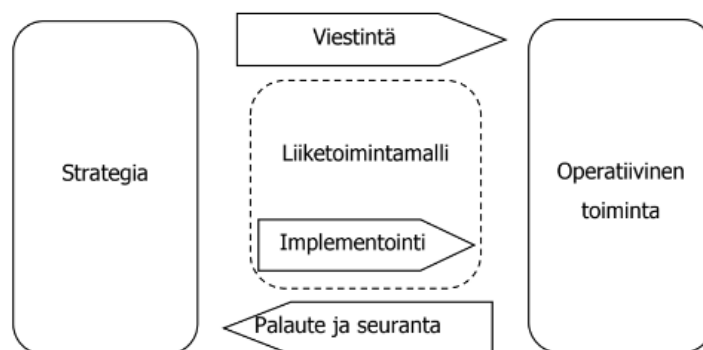 Viestintä
Strategia
Liiketoimintamalli
Implementointi
Operatiivinen
toiminta
Palaute ja seuranta